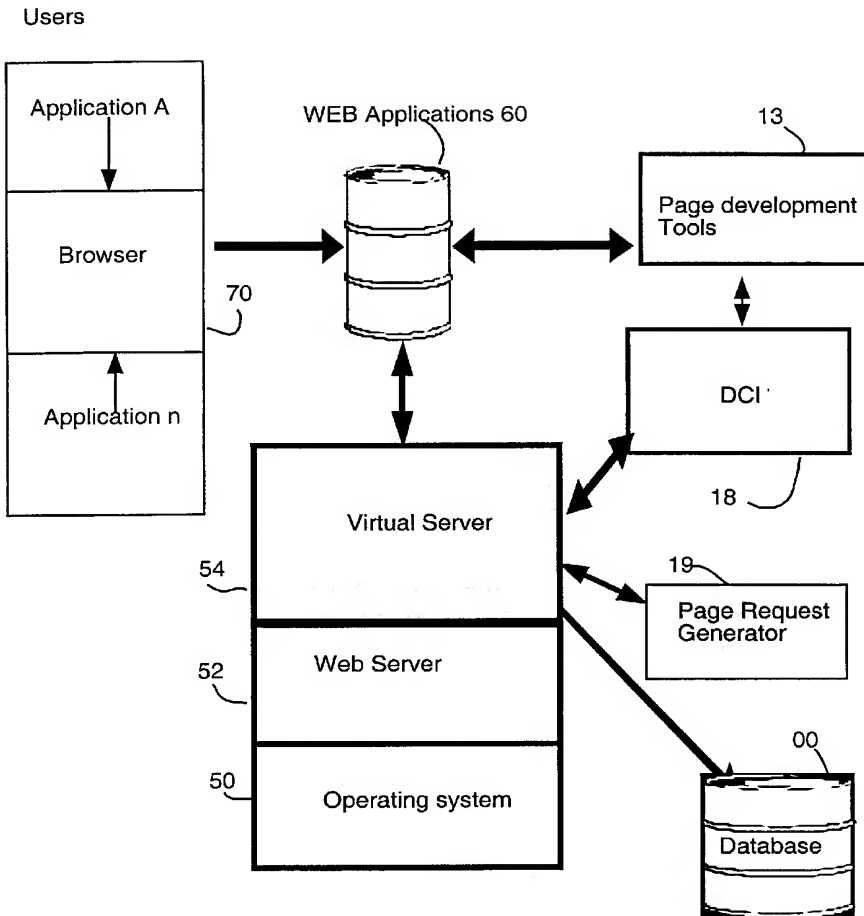 Users
Application A
WEB Applications 60
13
Page development
Tools
Browser
70
DCI
Application n
18
Virtual Server
54
19
Page Request
Generator
Web Server
52
00
50
Operating system
Database